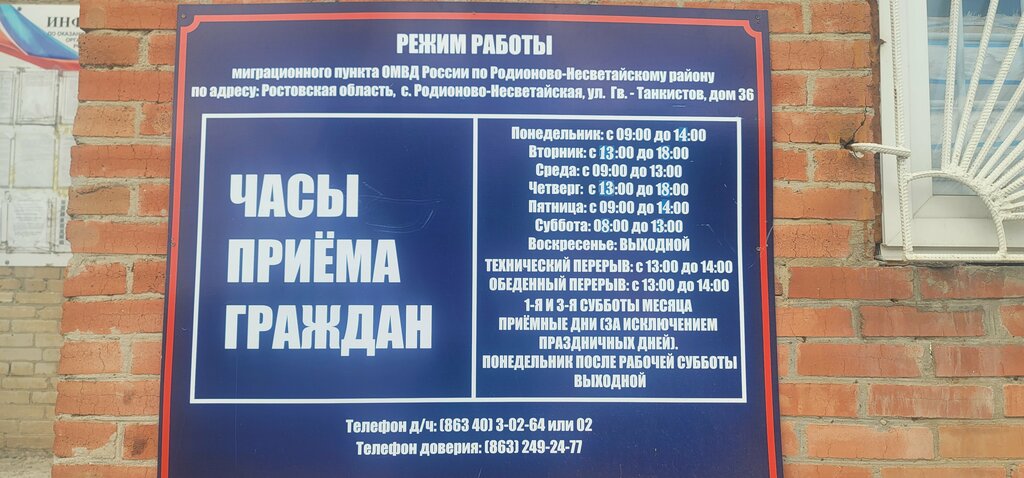 РЕЖИМ РАБОТЫ
миграционного пункта ОМВД России по Родионово-Несветайскому району
по адресу: Ростовская область, с. Родионово-Несветайская, ул. Гв. - Танкистов, дом 36
ЧАСЫ
ПРИЁМА
ГРАЖДАН
Понедельник: с 09:00 до 14:00
Вторник: с 13:00 до 18:00
Среда: с 09:00 до 13:00
Четверг: с 13:00 до 18:00
Пятница: с 09:00 до 14:00
Суббота: 08:00 до 13:00
Воскресенье: ВЫХОДНОЙ
ТЕХНИЧЕСКИЙ ПЕРЕРЫВ: с 13:00 до 14:00
ОБЕДЕННЫЙ ПЕРЕРЫВ: с 13:00 до 14:00
1-Я И 3-Я СУББОТЫ МЕСЯЦА
ПРИЁМНЫЕ ДНИ (ЗА ИСКЛЮЧЕНИЕМ
ПРАЗДНИЧНЫХ ДНЕЙ).
ПОНЕДЕЛЬНИК ПОСЛЕ РАБОЧЕЙ СУББОТЫ
ВЫХОДНОЙ
Телефон д/ч: (863 40) 3-02-64 или 02
Телефон доверия: (863) 249-24-77